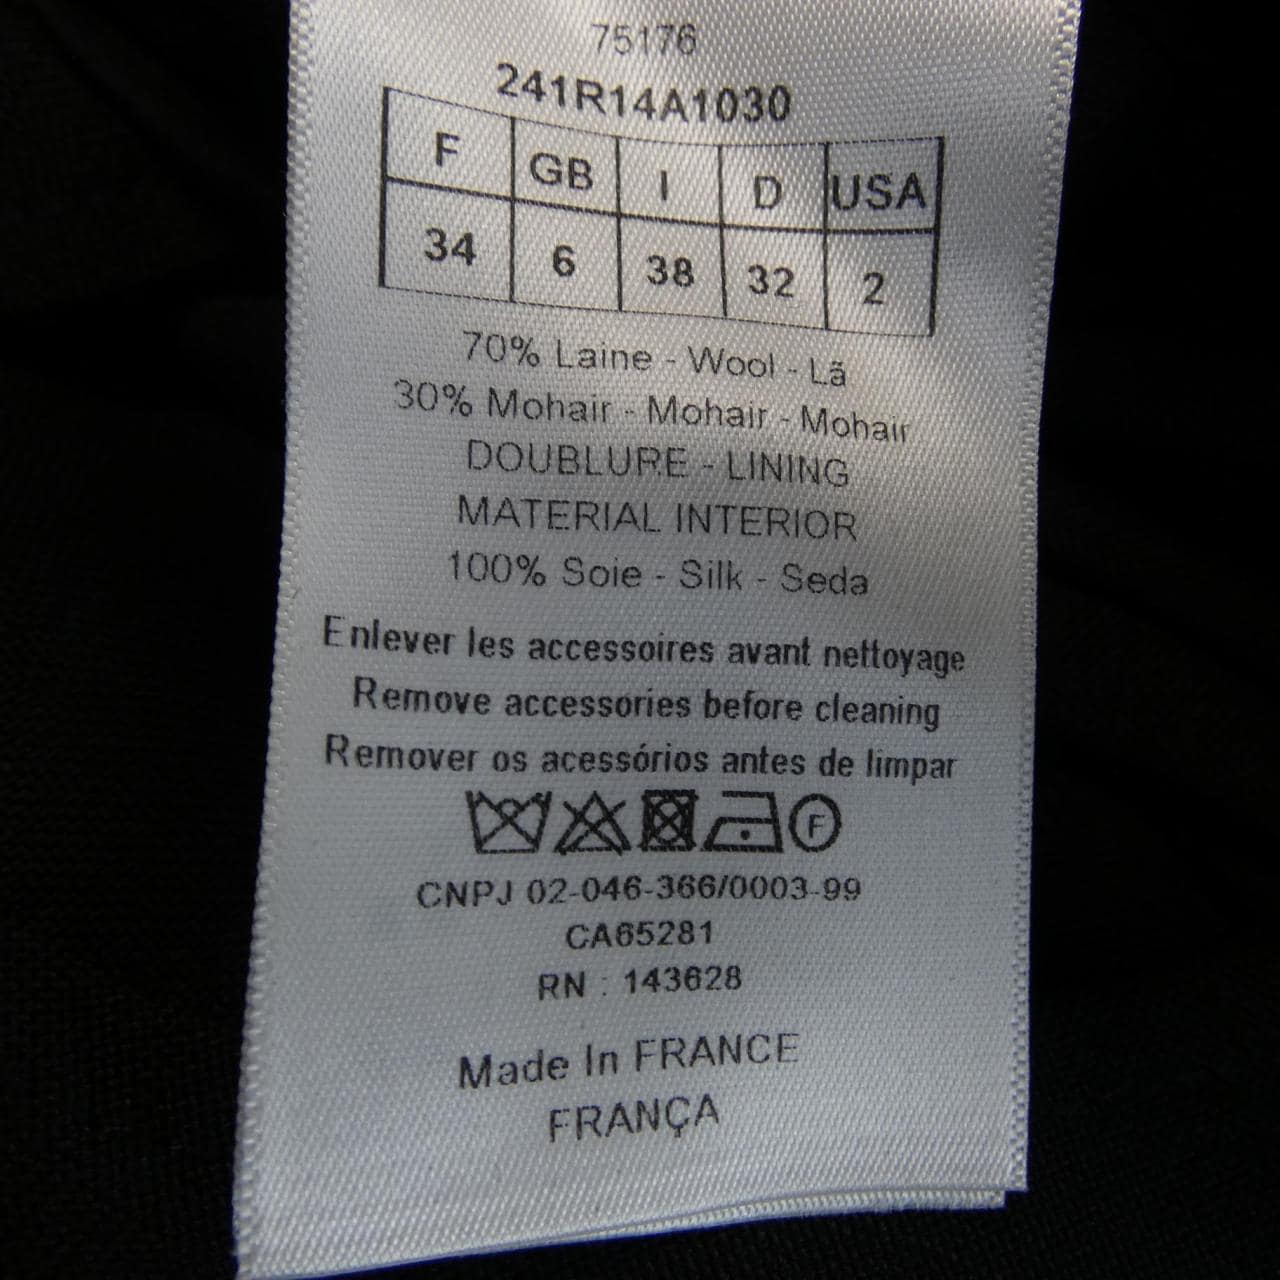 75176
241R14A1030
F GB I D USA
34 6 38 32 2
70% Laine - Wool - Lã
30% Mohair - Mohair - Mohair
DOUBLURE - LINING
MATERIAL INTERIOR
100% Soie - Silk - Seda
Enlever les accessoires avant nettoyage
Remove accessories before cleaning
Remover os acessórios antes de limpar
F
CNPJ 02-046-366/0003-99
CA65281
RN : 143628
Made In FRANCE
FRANÇA